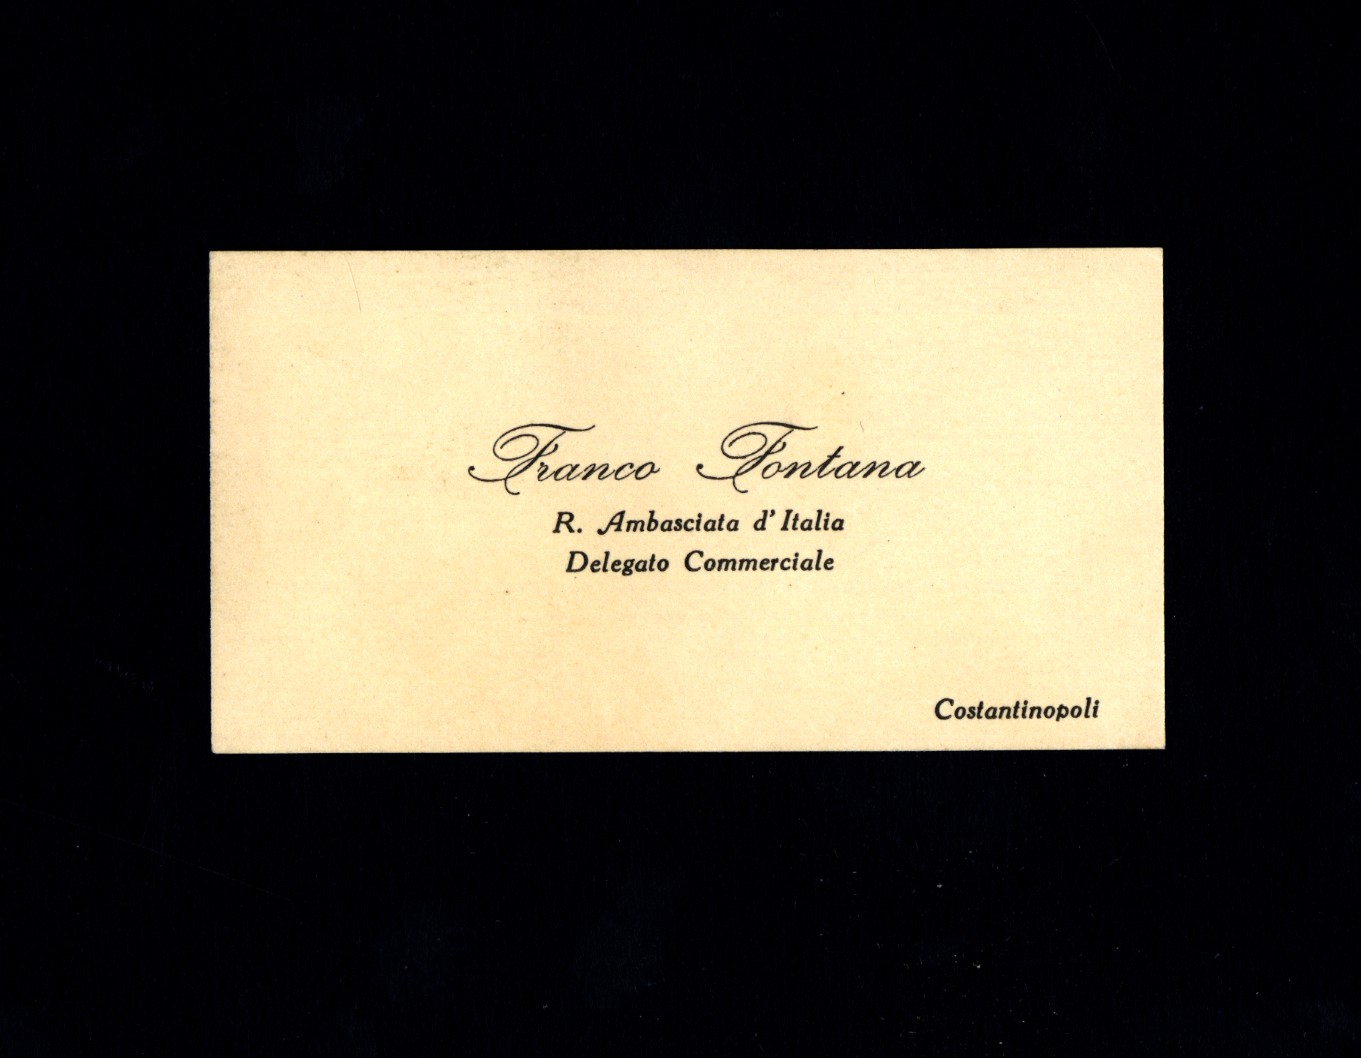 Franco Fontana
R. Ambasciata d'Italia
Delegato Commerciale
Costantinopoli